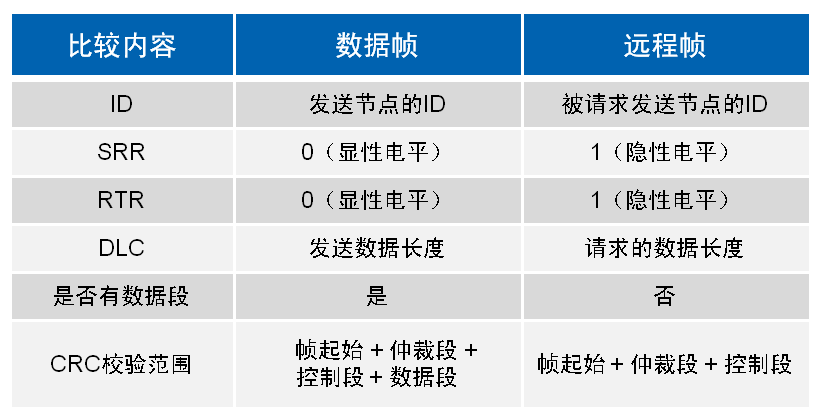 比较内容 数据帧 远程帧
ID 发送节点的ID 被请求发送节点的ID
SRR 0（显性电平） 1（隐性电平）
RTR 0（显性电平） 1（隐性电平）
DLC 发送数据长度 请求的数据长度
是否有数据段 是 否
CRC校验范围 帧起始 + 仲裁段 +
控制段 + 数据段 帧起始 + 仲裁段 + 控制段